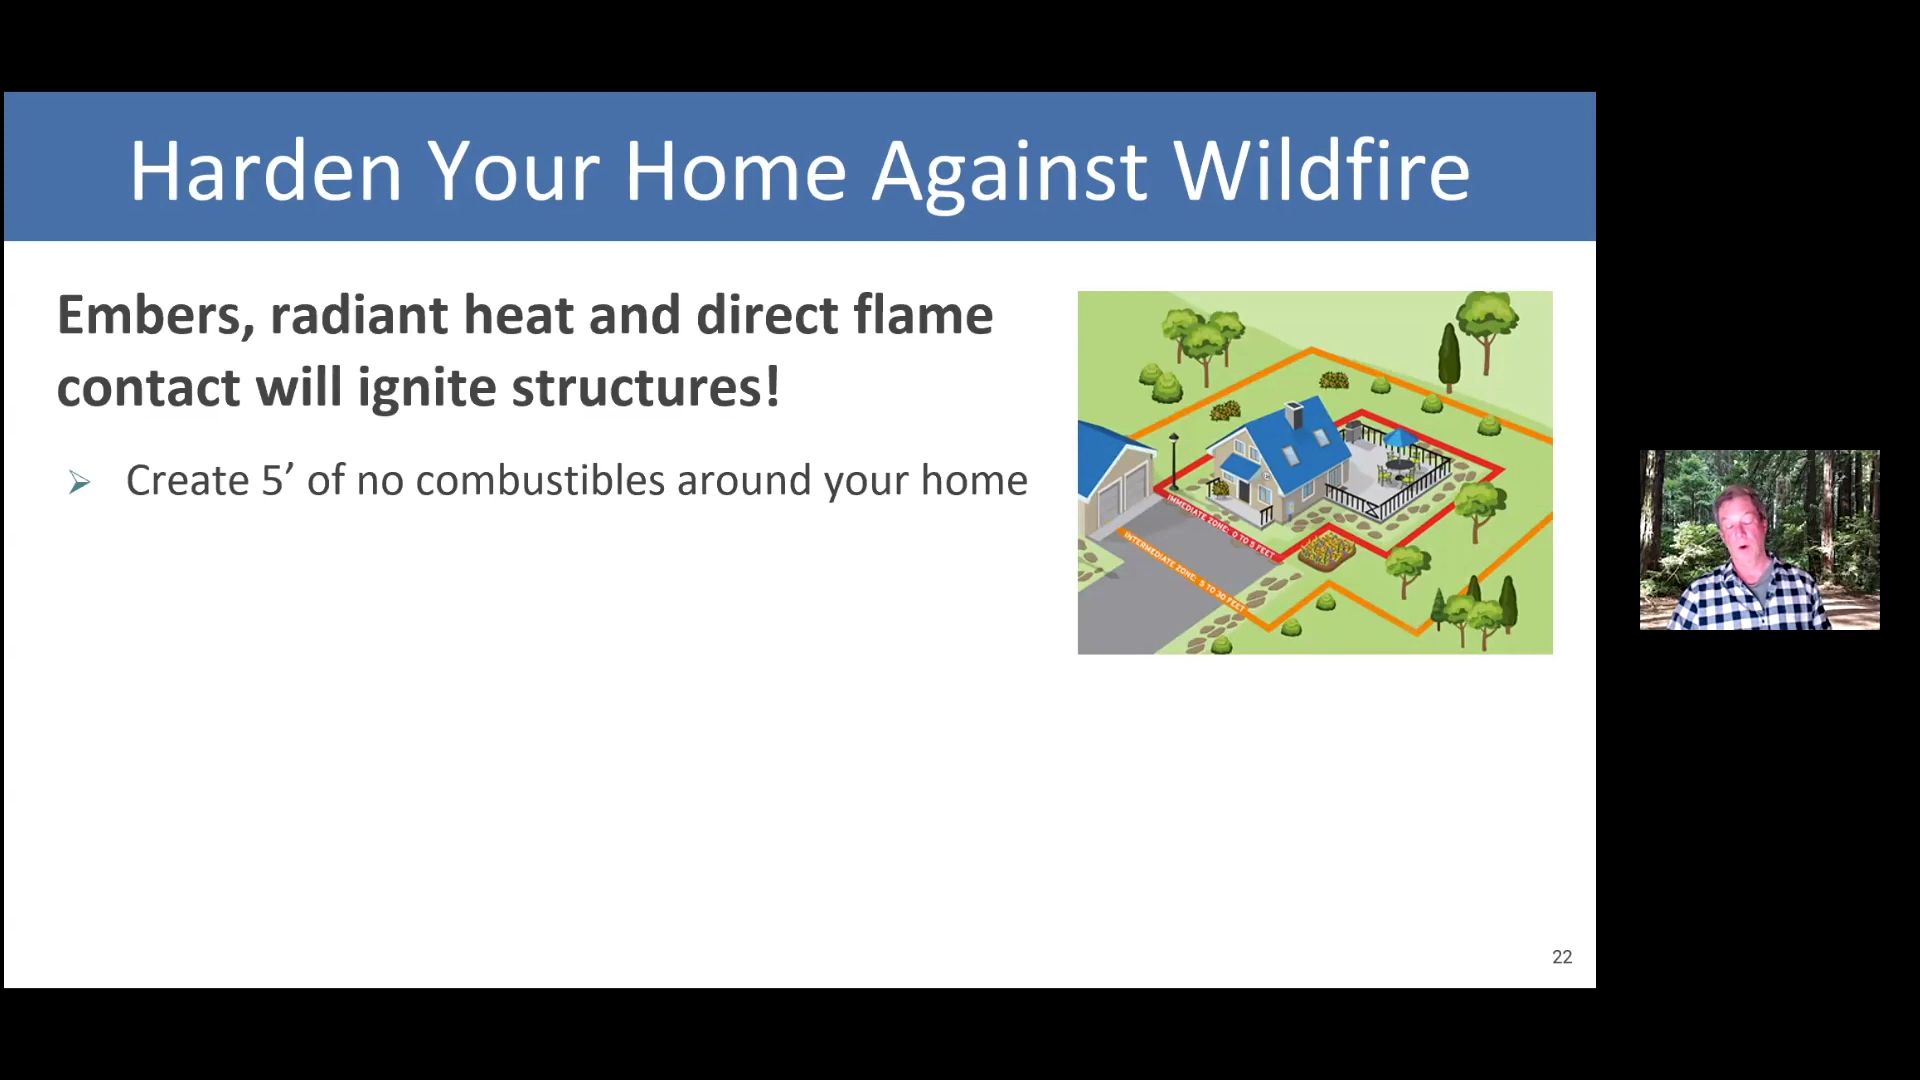 Harden Your Home Against Wildfire
Embers, radiant heat and direct flame
contact will ignite structures!
➢ Create 5’ of no combustibles around your home
IMMEDIATE ZONE: 0 TO 5 FEET
INTERMEDIATE ZONE: 5 TO 30 FEET
22